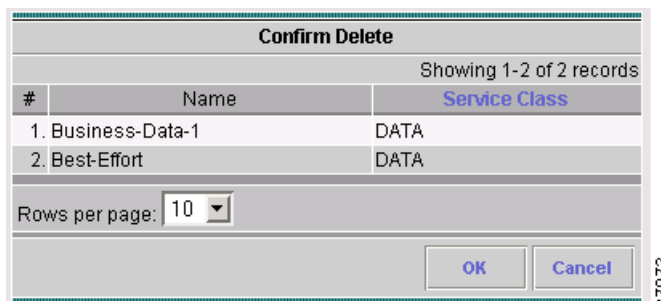 Confirm Delete
Showing 1-2 of 2 records
# Name Service Class
1. Business-Data-1 DATA
2. Best-Effort DATA
Rows per page: 10
OK Cancel